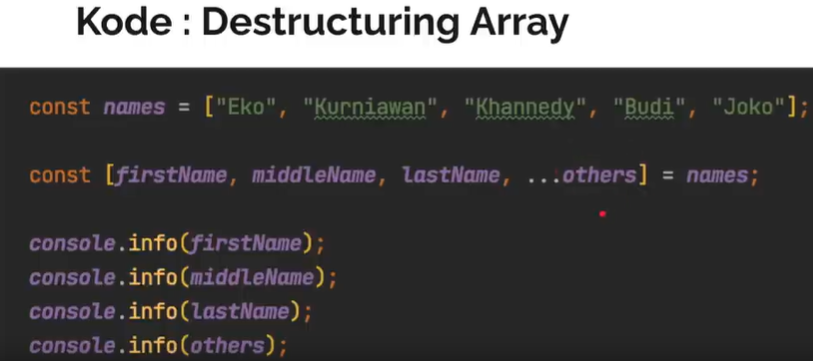 Kode : Destructuring Array
const names = ["Eko", "Kurniawan", "Khannedy", "Budi", "Joko"];
const [firstName, middleName, lastName, ...others] = names;
console.info(firstName);
console.info(middleName);
console.info(lastName);
console.info(others);